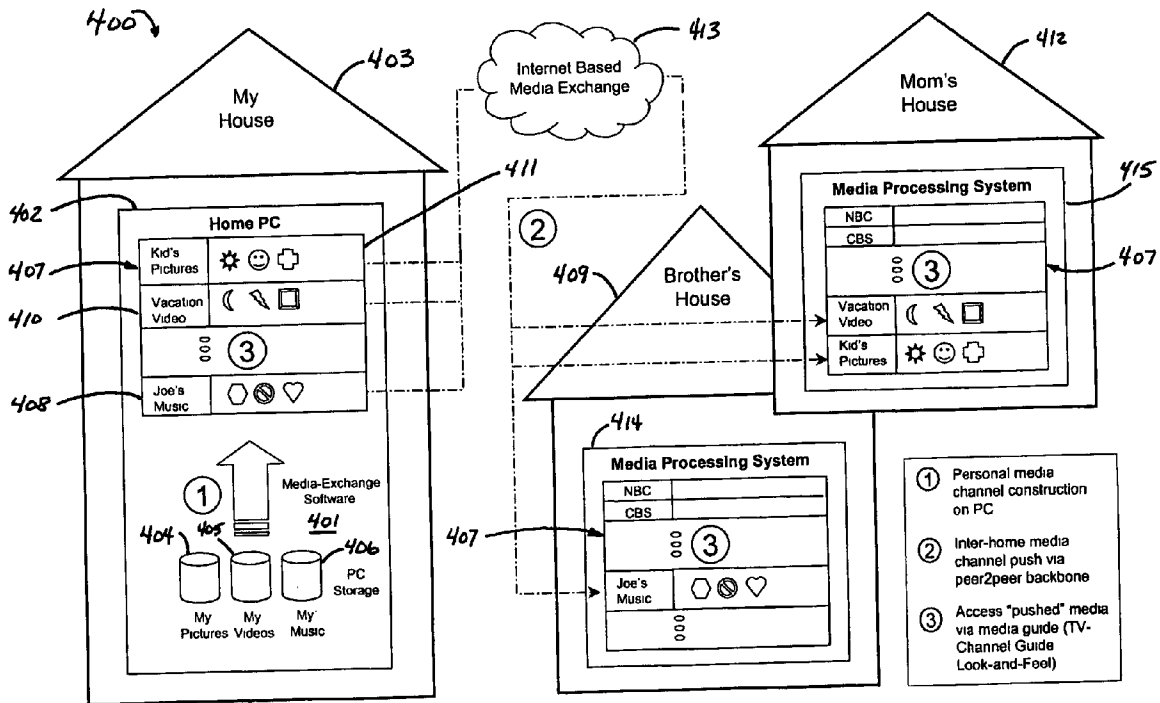 400
403
My
House
413
Internet Based
Media Exchange
412
Mom's
House
411
402
Home PC
407
Kid's
Pictures
410
Vacation
Video
3
408
Joe's
Music
1
Media-Exchange
Software
401
404
405
406
PC
Storage
My
Pictures
My
Videos
My
Music
2
409
Brother's
House
415
Media Processing System
NBC
CBS
3
407
Vacation
Video
Kid's
Pictures
414
Media Processing System
NBC
CBS
407
3
Joe's
Music
1 Personal media
channel construction
on PC
2 Inter-home media
channel push via
peer2peer backbone
3 Access "pushed" media
via media guide (TV-
Channel Guide
Look-and-Feel)